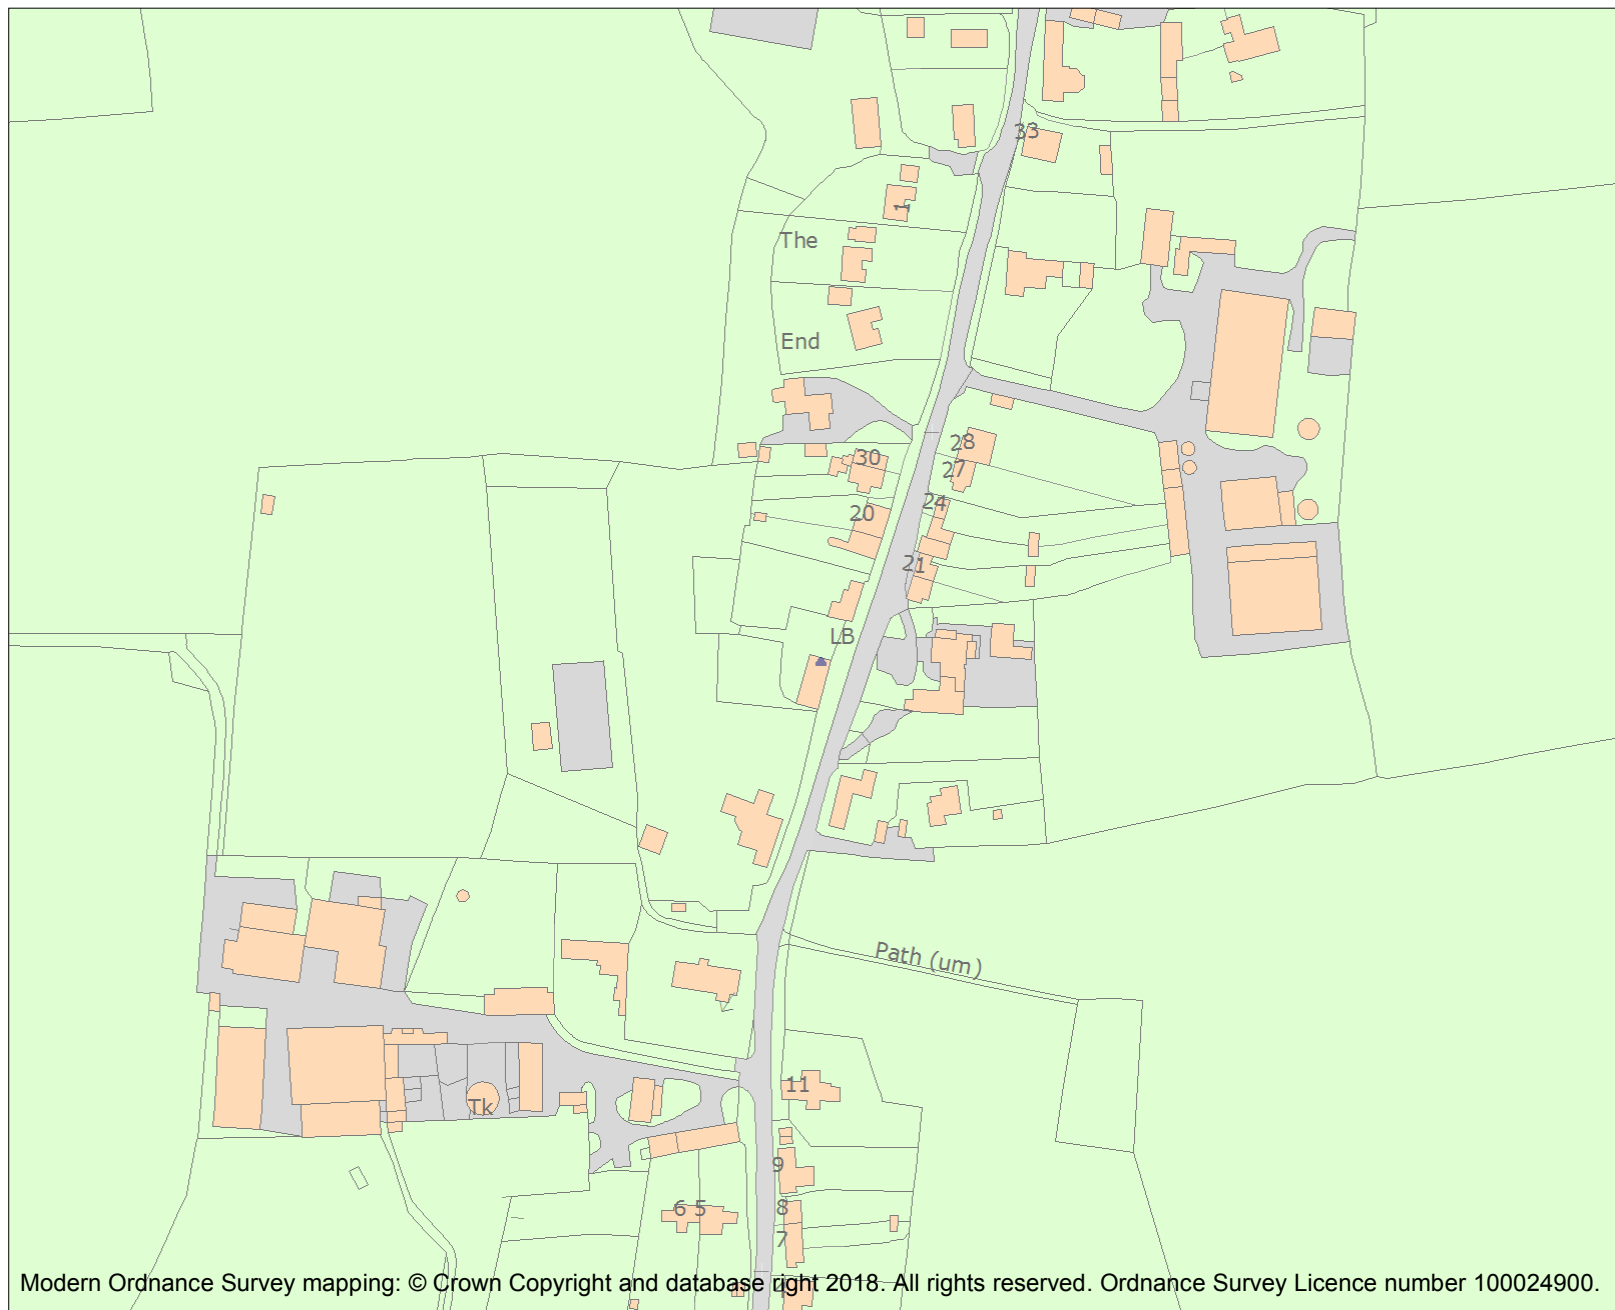 33
1
The
End
28
30
27
24
20
21
LB
Path (um)
11
Tk
9
6 5
8
7
Modern Ordnance Survey mapping: © Crown Copyright and database right 2018. All rights reserved. Ordnance Survey Licence number 100024900.